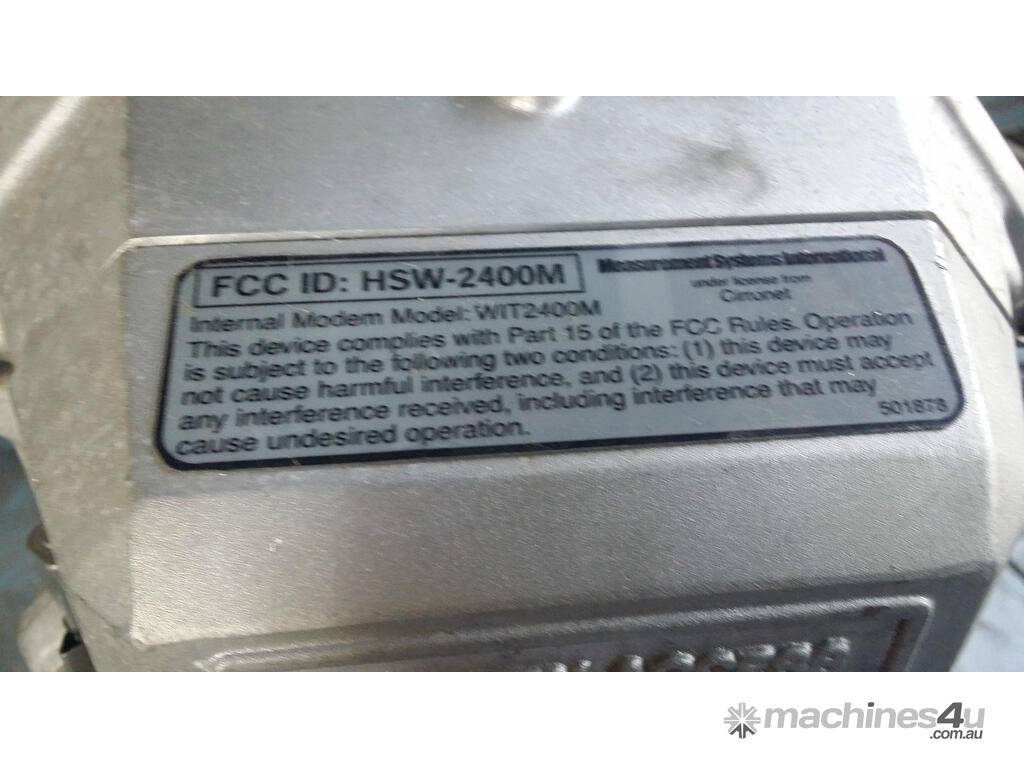 FCC ID: HSW-2400M
Measurement Systems International
under license from
Cirronet
Internal Modem Model: WIT2400M
This device complies with Part 15 of the FCC Rules. Operation
is subject to the following two conditions: (1) this device may
not cause harmful interference, and (2) this device must accept
any interference received, including interference that may
cause undesired operation.
501878
machines4u
.com.au